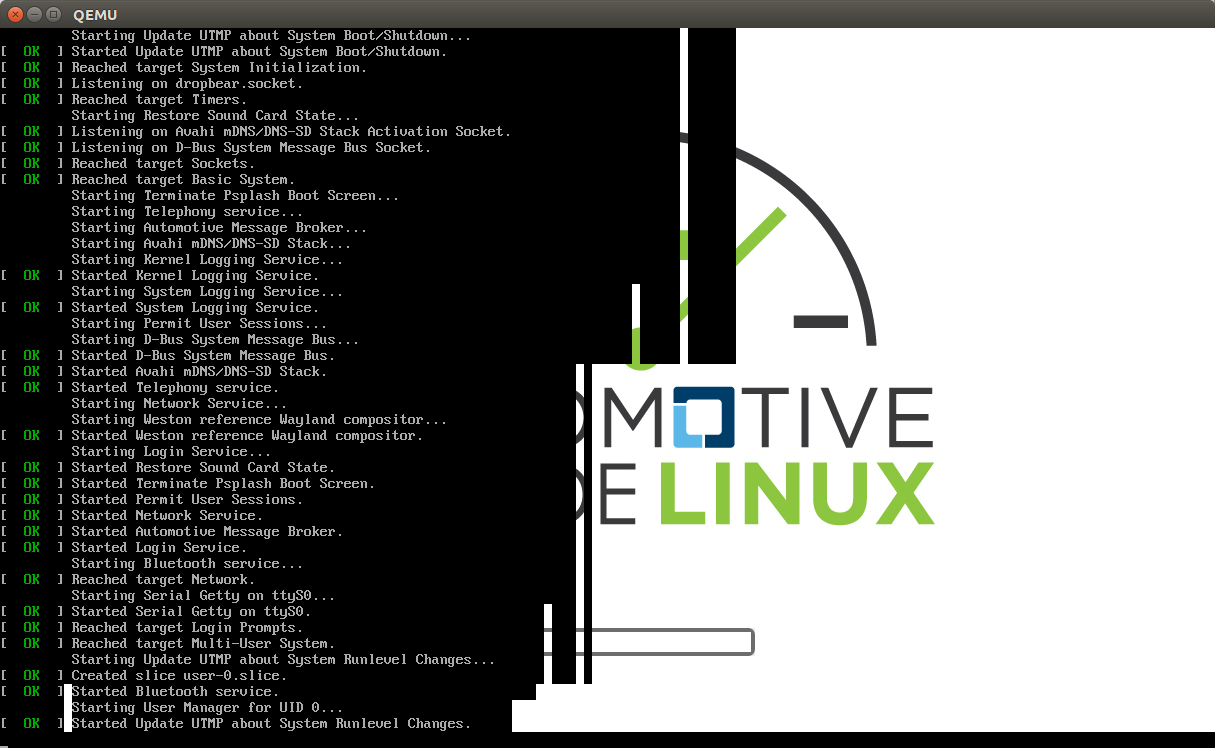 QEMU
Starting Update UTMP about System Boot/Shutdown...
[  OK  ] Started Update UTMP about System Boot/Shutdown.
[  OK  ] Reached target System Initialization.
[  OK  ] Listening on dropbear.socket.
[  OK  ] Reached target Timers.
Starting Restore Sound Card State...
[  OK  ] Listening on Avahi mDNS/DNS-SD Stack Activation Socket.
[  OK  ] Listening on D-Bus System Message Bus Socket.
[  OK  ] Reached target Sockets.
[  OK  ] Reached target Basic System.
Starting Terminate Psplash Boot Screen...
Starting Telephony service...
Starting Automotive Message Broker...
Starting Avahi mDNS/DNS-SD Stack...
Starting Kernel Logging Service...
[  OK  ] Started Kernel Logging Service.
Starting System Logging Service...
[  OK  ] Started System Logging Service.
Starting Permit User Sessions...
Starting D-Bus System Message Bus...
[  OK  ] Started D-Bus System Message Bus.
[  OK  ] Started Avahi mDNS/DNS-SD Stack.
[  OK  ] Started Telephony service.
Starting Network Service...
Starting Weston reference Wayland compositor...
[  OK  ] Started Weston reference Wayland compositor.
Starting Login Service...
[  OK  ] Started Restore Sound Card State.
[  OK  ] Started Terminate Psplash Boot Screen.
[  OK  ] Started Permit User Sessions.
[  OK  ] Started Network Service.
[  OK  ] Started Automotive Message Broker.
[  OK  ] Started Login Service.
Starting Bluetooth service...
[  OK  ] Reached target Network.
Starting Serial Getty on ttyS0...
[  OK  ] Started Serial Getty on ttyS0.
[  OK  ] Reached target Login Prompts.
[  OK  ] Reached target Multi-User System.
Starting Update UTMP about System Runlevel Changes...
[  OK  ] Created slice user-0.slice.
[  OK  ] Started Bluetooth service.
Starting User Manager for UID 0...
[  OK  ] Started Update UTMP about System Runlevel Changes.
OMOTIVE
DE LINUX